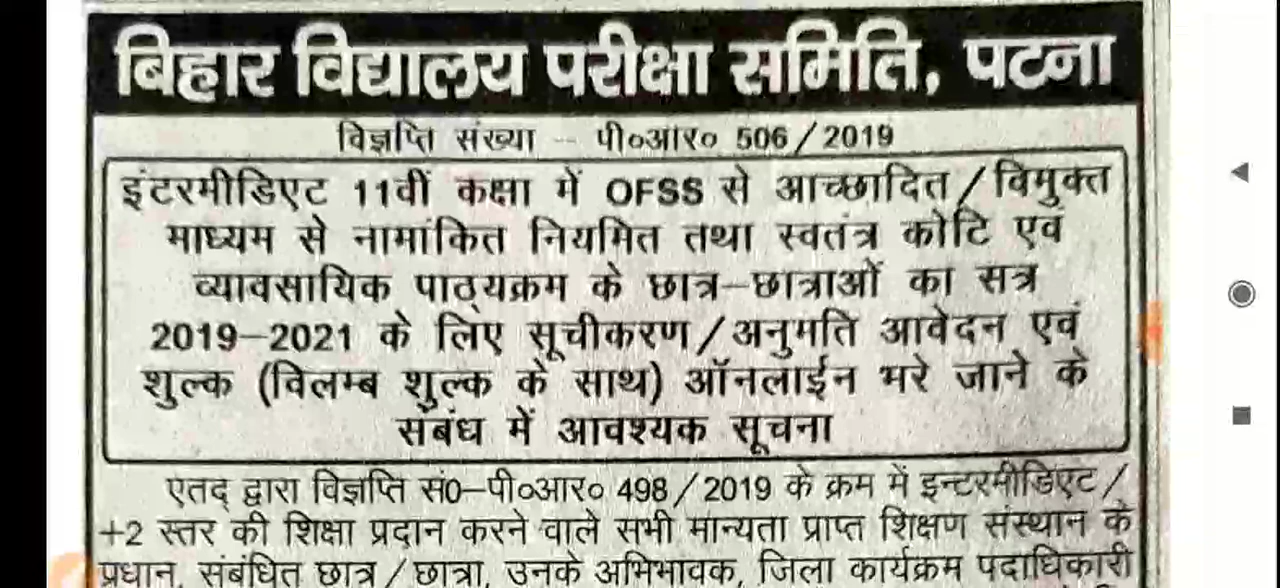 बिहार विद्यालय परीक्षा समिति, पटना
विज्ञप्ति संख्या – पी०आर० 506/2019
इंटरमीडिएट 11वीं कक्षा में OFSS से आच्छादित/विमुक्त
माध्यम से नामांकित नियमित तथा स्वतंत्र कोटि एवं
व्यावसायिक पाठ्यक्रम के छात्र–छात्राओं का सत्र
2019–2021 के लिए सूचीकरण/अनुमति आवेदन एवं
शुल्क (विलम्ब शुल्क के साथ) ऑनलाईन भरे जाने के
संबंध में आवश्यक सूचना
एतद् द्वारा विज्ञप्ति सं0–पी०आर० 498/2019 के क्रम में इन्टरमीडिएट/
+2 स्तर की शिक्षा प्रदान करने वाले सभी मान्यता प्राप्त शिक्षण संस्थान के
प्रधान, संबंधित छात्र/छात्रा, उनके अभिभावक, जिला कार्यक्रम पदाधिकारी